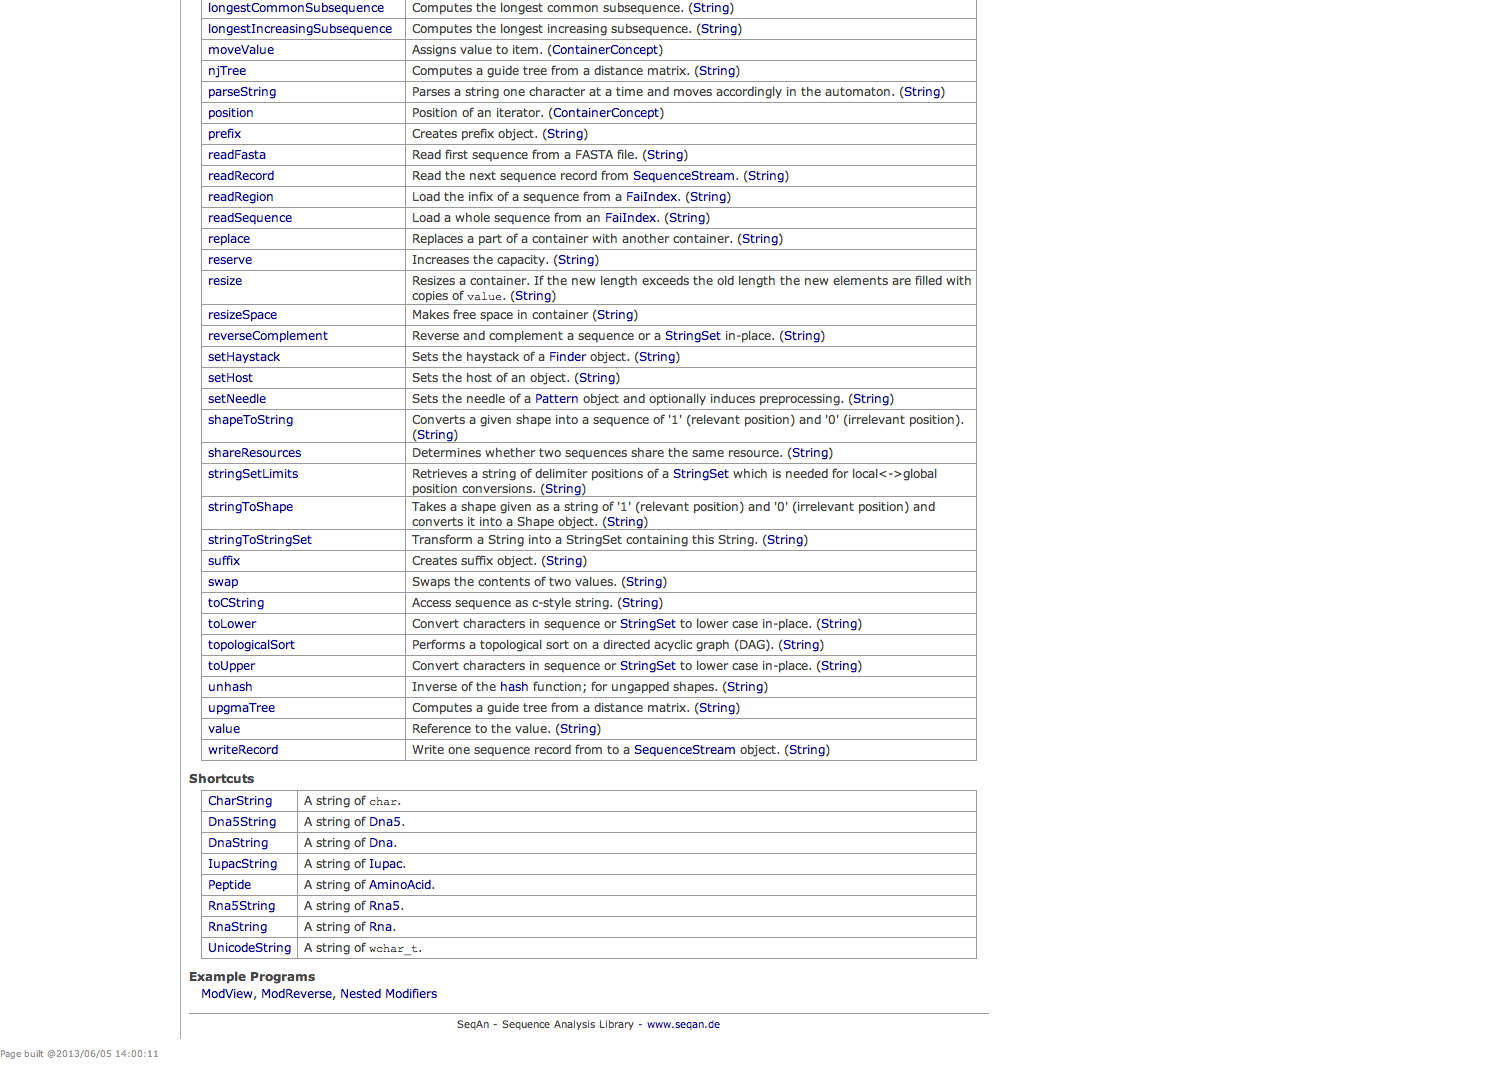 longestCommonSubsequence Computes the longest common subsequence. (String)
longestIncreasingSubsequence Computes the longest increasing subsequence. (String)
moveValue Assigns value to item. (ContainerConcept)
njTree Computes a guide tree from a distance matrix. (String)
parseString Parses a string one character at a time and moves accordingly in the automaton. (String)
position Position of an iterator. (ContainerConcept)
prefix Creates prefix object. (String)
readFasta Read first sequence from a FASTA file. (String)
readRecord Read the next sequence record from SequenceStream. (String)
readRegion Load the infix of a sequence from a FaiIndex. (String)
readSequence Load a whole sequence from an FaiIndex. (String)
replace Replaces a part of a container with another container. (String)
reserve Increases the capacity. (String)
resize Resizes a container. If the new length exceeds the old length the new elements are filled with
copies of value. (String)
resizeSpace Makes free space in container (String)
reverseComplement Reverse and complement a sequence or a StringSet in-place. (String)
setHaystack Sets the haystack of a Finder object. (String)
setHost Sets the host of an object. (String)
setNeedle Sets the needle of a Pattern object and optionally induces preprocessing. (String)
shapeToString Converts a given shape into a sequence of '1' (relevant position) and '0' (irrelevant position).
(String)
shareResources Determines whether two sequences share the same resource. (String)
stringSetLimits Retrieves a string of delimiter positions of a StringSet which is needed for local<->global
position conversions. (String)
stringToShape Takes a shape given as a string of '1' (relevant position) and '0' (irrelevant position) and
converts it into a Shape object. (String)
stringToStringSet Transform a String into a StringSet containing this String. (String)
suffix Creates suffix object. (String)
swap Swaps the contents of two values. (String)
toCString Access sequence as c-style string. (String)
toLower Convert characters in sequence or StringSet to lower case in-place. (String)
topologicalSort Performs a topological sort on a directed acyclic graph (DAG). (String)
toUpper Convert characters in sequence or StringSet to lower case in-place. (String)
unhash Inverse of the hash function; for ungapped shapes. (String)
upgmaTree Computes a guide tree from a distance matrix. (String)
value Reference to the value. (String)
writeRecord Write one sequence record from to a SequenceStream object. (String)
Shortcuts
CharString A string of char.
Dna5String A string of Dna5.
DnaString A string of Dna.
IupacString A string of Iupac.
Peptide A string of AminoAcid.
Rna5String A string of Rna5.
RnaString A string of Rna.
UnicodeString A string of wchar_t.
Example Programs
ModView, ModReverse, Nested Modifiers
SeqAn - Sequence Analysis Library - www.seqan.de
Page built @2013/06/05 14:00:11